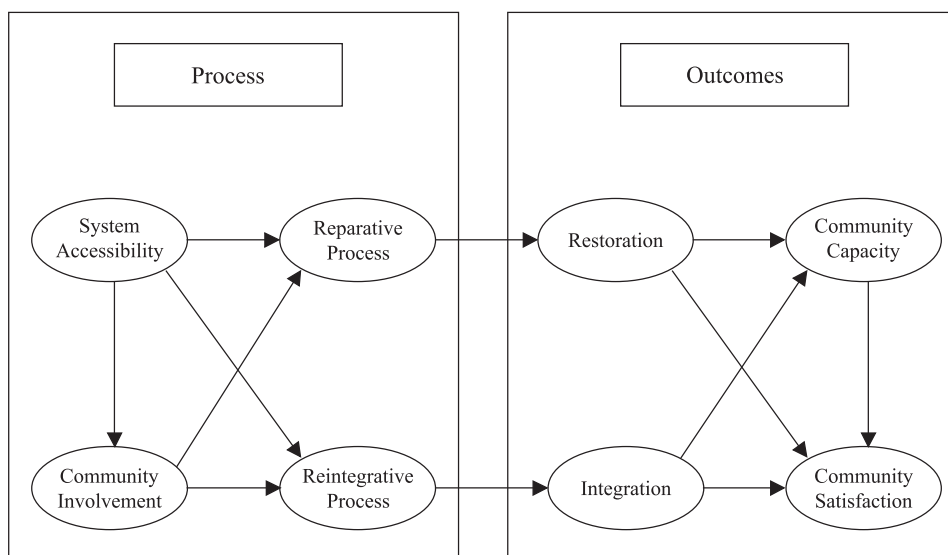 Process
Outcomes
System
Accessibility
Reparative
Process
Restoration
Community
Capacity
Community
Involvement
Reintegrative
Process
Integration
Community
Satisfaction